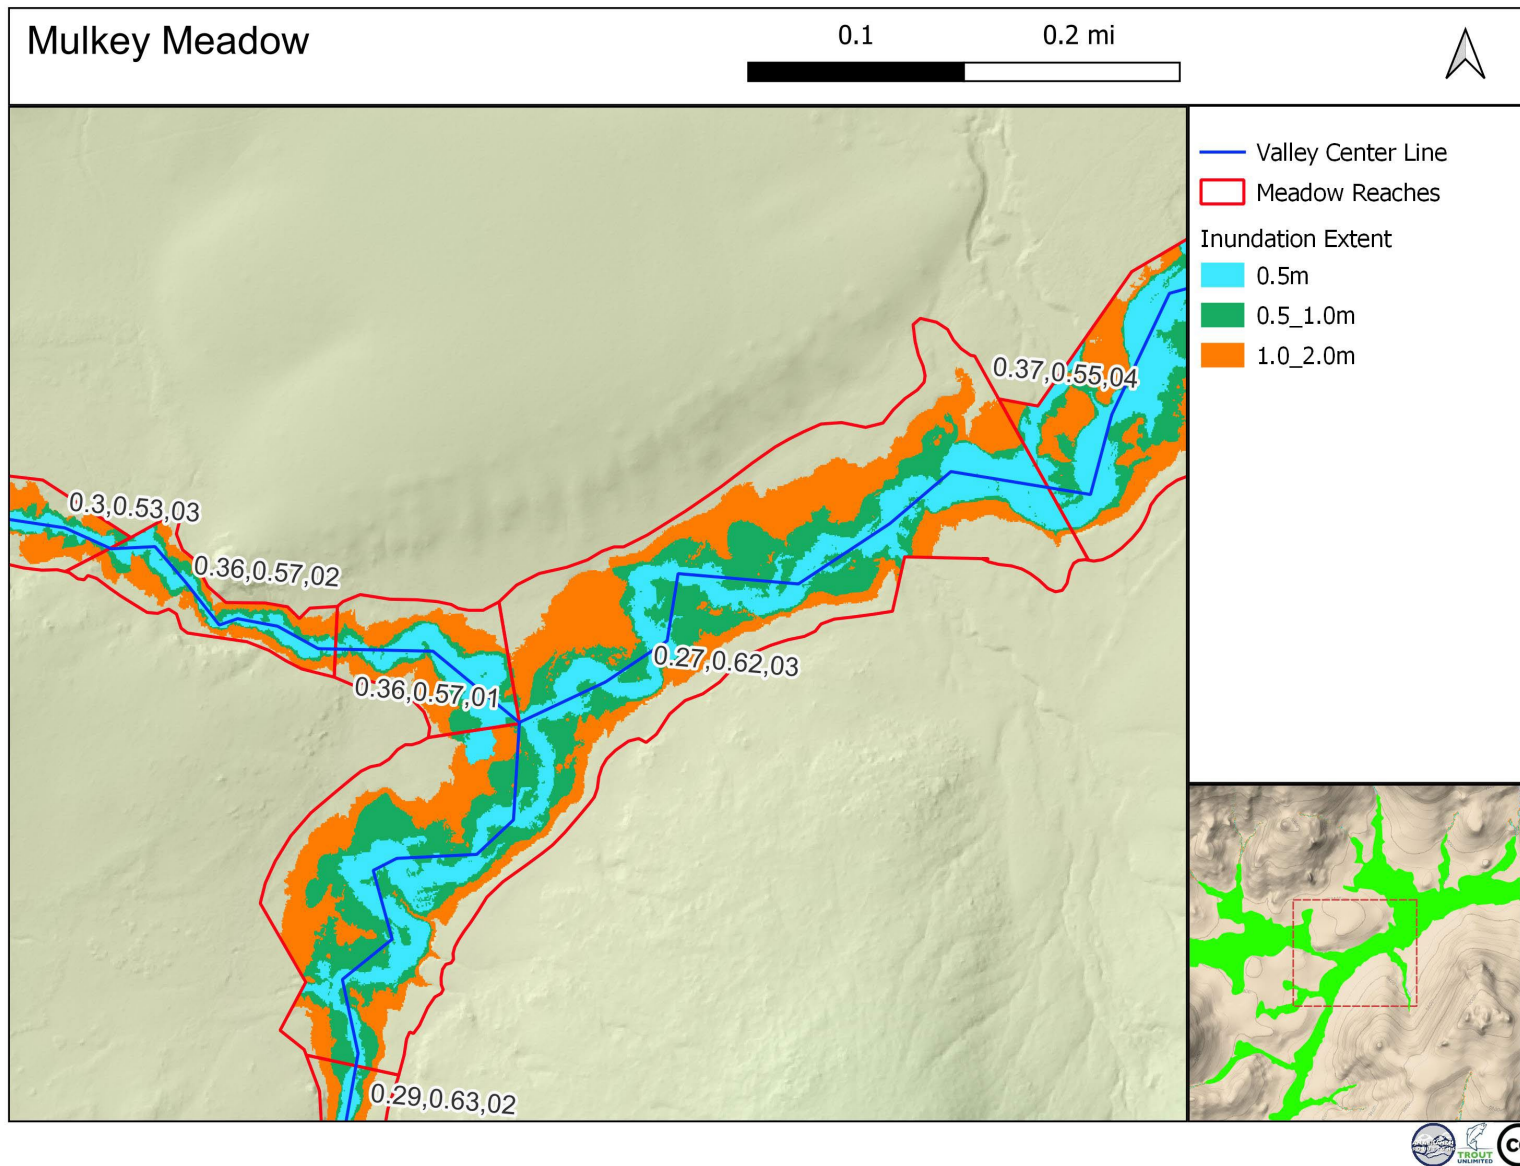 Mulkey Meadow
0.1 0.2 mi
Valley Center Line
Meadow Reaches
Inundation Extent
0.5m
0.5_1.0m
1.0_2.0m
0.37,0.55,04
0.3,0.53,03
0.36,0.57,02
0.27,0.62,03
0.36,0.57,01
0.29,0.63,02
TROUT
UNLIMITED